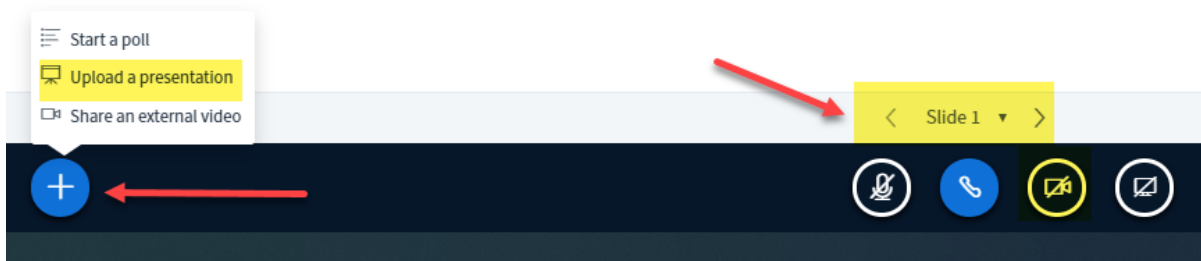 Start a poll
Upload a presentation
Share an external video
Slide 1